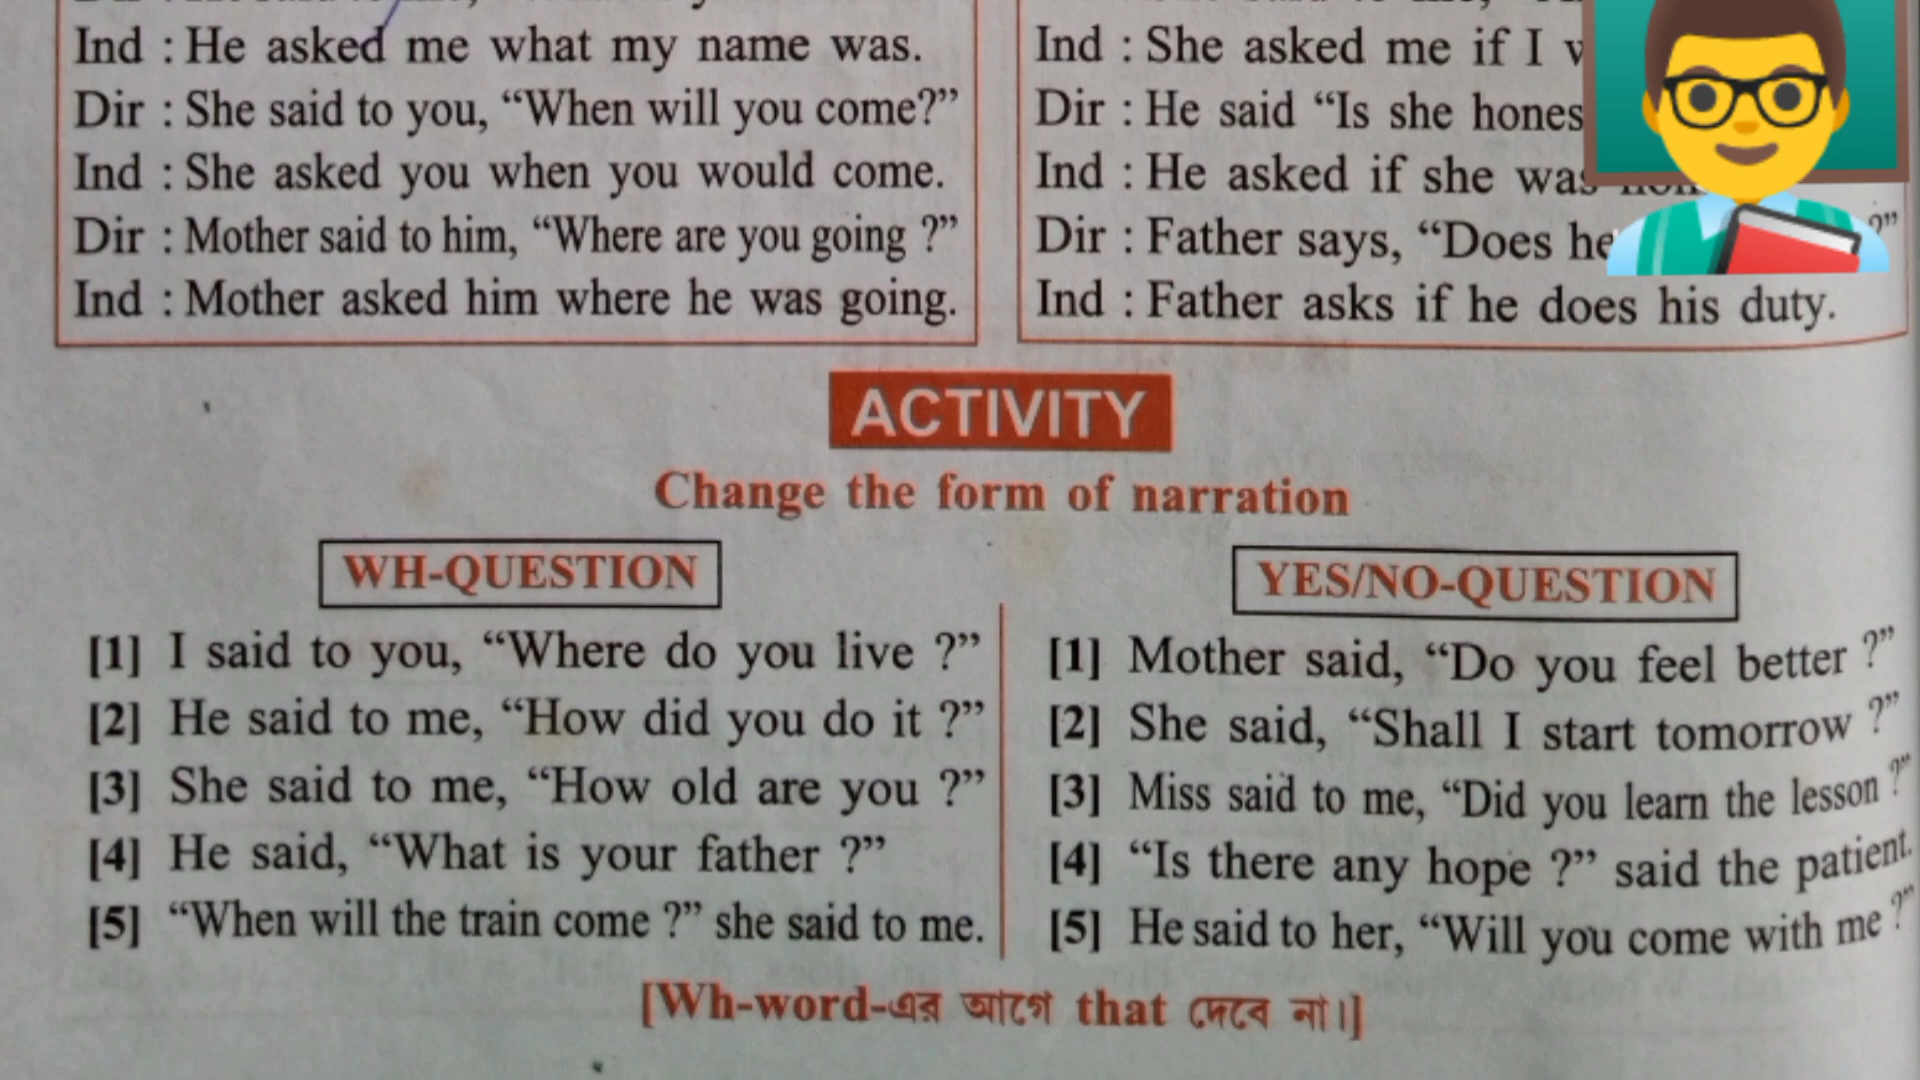 Ind : He asked me what my name was.
Dir : She said to you, “When will you come?”
Ind : She asked you when you would come.
Dir : Mother said to him, “Where are you going ?”
Ind : Mother asked him where he was going.
Ind : She asked me if I
Dir : He said “Is she
Ind : He asked if she was
Dir : Father says, “Does he ?”
Ind : Father asks if he does his duty.
ACTIVITY
Change the form of narration
WH-QUESTION
[1] I said to you, “Where do you live ?”
[2] He said to me, “How did you do it ?”
[3] She said to me, “How old are you ?”
[4] He said, “What is your father ?”
[5] “When will the train come ?” she said to me.
YES/NO-QUESTION
[1] Mother said, “Do you feel better ?”
[2] She said, “Shall I start tomorrow ?”
[3] Miss said to me, “Did you learn the lesson ?”
[4] “Is there any hope ?” said the patient.
[5] He said to her, “Will you come with me ?”
[Wh-word-এর আগে that দেবে না।]